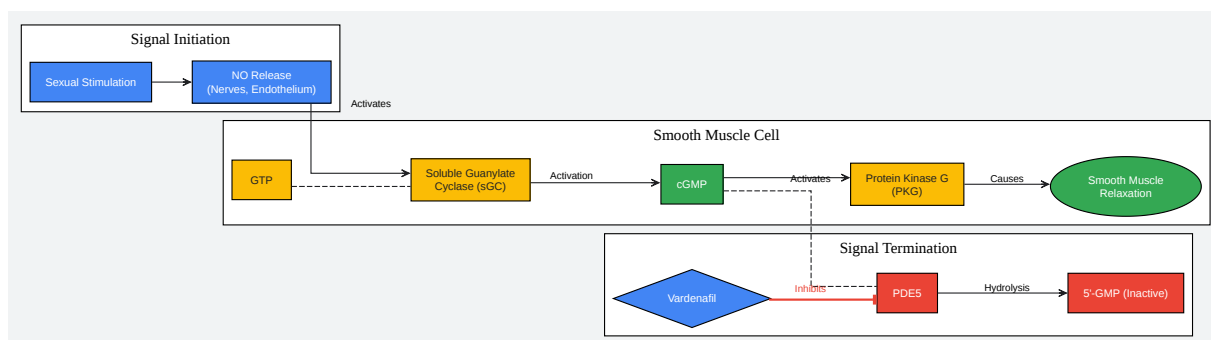 Signal Initiation
Sexual Stimulation
NO Release
(Nerves, Endothelium)
Activates
Smooth Muscle Cell
GTP
Soluble Guanylate
Cyclase (sGC)
Activation
cGMP
Activates
Protein Kinase G
(PKG)
Causes
Smooth Muscle
Relaxation
Signal Termination
Vardenafil
Inhibits
PDE5
Hydrolysis
5'-GMP (Inactive)